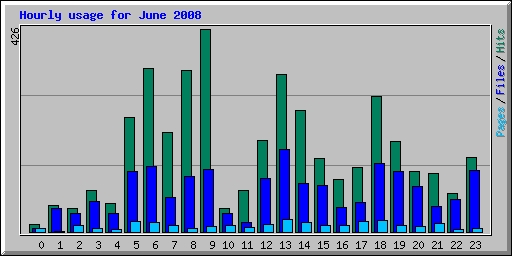 Hourly usage for June 2008
426
Pages/Files/Hits
0 1 2 3 4 5 6 7 8 9 10 11 12 13 14 15 16 17 18 19 20 21 22 23